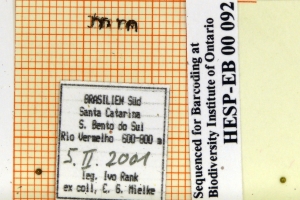 mm
BRASILIEN Süd
Santa Catarina
S. Bento do Sul
Rio Vermelho 600-800 m
5. II. 2001
leg. Ivo Rank
ex coll. C. G. Mielke
Sequenced for Barcoding at
Biodiversity Institute of Ontario
HESP-EB 00 092